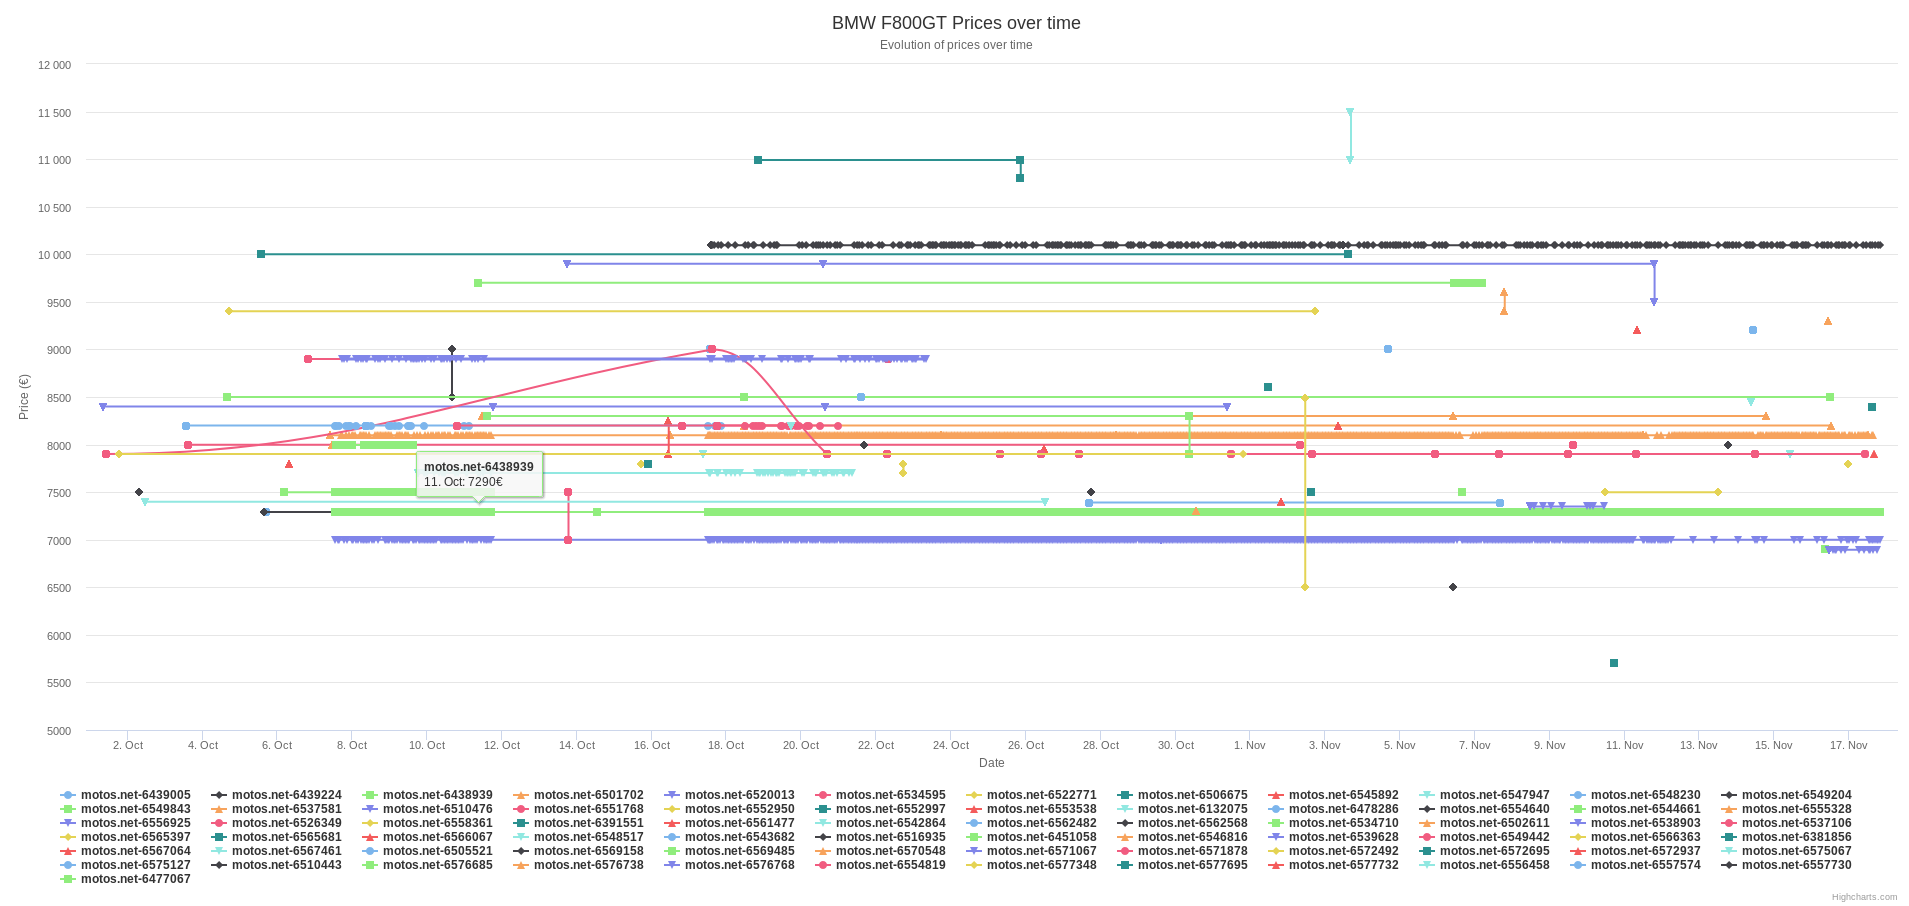 BMW F800GT Prices over time
Evolution of prices over time
12 000
11 500
11 000
10 500
10 000
9500
9000
8500
8000
7500
7000
6500
6000
5500
5000
Price (€)
motos.net-6438939
11. Oct: 7290€
2. Oct 4. Oct 6. Oct 8. Oct 10. Oct 12. Oct 14. Oct 16. Oct 18. Oct 20. Oct 22. Oct 24. Oct 26. Oct 28. Oct 30. Oct 1. Nov 3. Nov 5. Nov 7. Nov 9. Nov 11. Nov 13. Nov 15. Nov 17. Nov
Date
motos.net-6439005 motos.net-6439224 motos.net-6438939 motos.net-6501702 motos.net-6520013 motos.net-6534595 motos.net-6522771 motos.net-6506675 motos.net-6545892 motos.net-6547947 motos.net-6548230 motos.net-6549204
motos.net-6549843 motos.net-6537581 motos.net-6510476 motos.net-6551768 motos.net-6552950 motos.net-6552997 motos.net-6553538 motos.net-6132075 motos.net-6478286 motos.net-6554640 motos.net-6544661 motos.net-6555328
motos.net-6556925 motos.net-6526349 motos.net-6558361 motos.net-6391551 motos.net-6561477 motos.net-6542864 motos.net-6562482 motos.net-6562568 motos.net-6534710 motos.net-6502611 motos.net-6538903 motos.net-6537106
motos.net-6565397 motos.net-6565681 motos.net-6566067 motos.net-6548517 motos.net-6543682 motos.net-6516935 motos.net-6451058 motos.net-6546816 motos.net-6539628 motos.net-6549442 motos.net-6566363 motos.net-6381856
motos.net-6567064 motos.net-6567461 motos.net-6505521 motos.net-6569158 motos.net-6569485 motos.net-6570548 motos.net-6571067 motos.net-6571878 motos.net-6572492 motos.net-6572695 motos.net-6572937 motos.net-6575067
motos.net-6575127 motos.net-6510443 motos.net-6576685 motos.net-6576738 motos.net-6576768 motos.net-6554819 motos.net-6577348 motos.net-6577695 motos.net-6577732 motos.net-6556458 motos.net-6557574 motos.net-6557730
motos.net-6477067
Highcharts.com